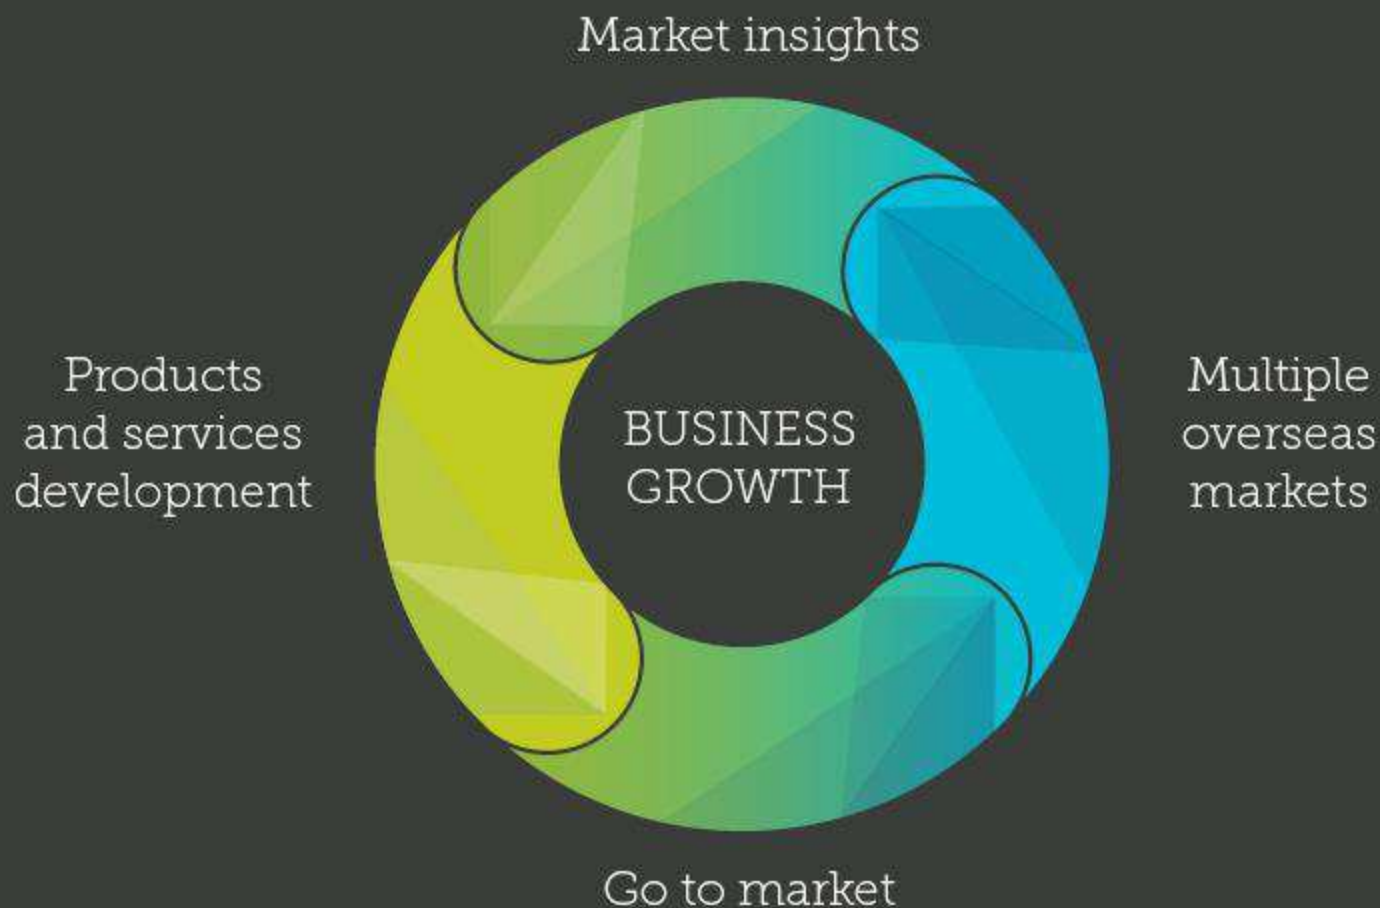 Market insights
Products
and services
development
BUSINESS
GROWTH
Multiple
overseas
markets
Go to market